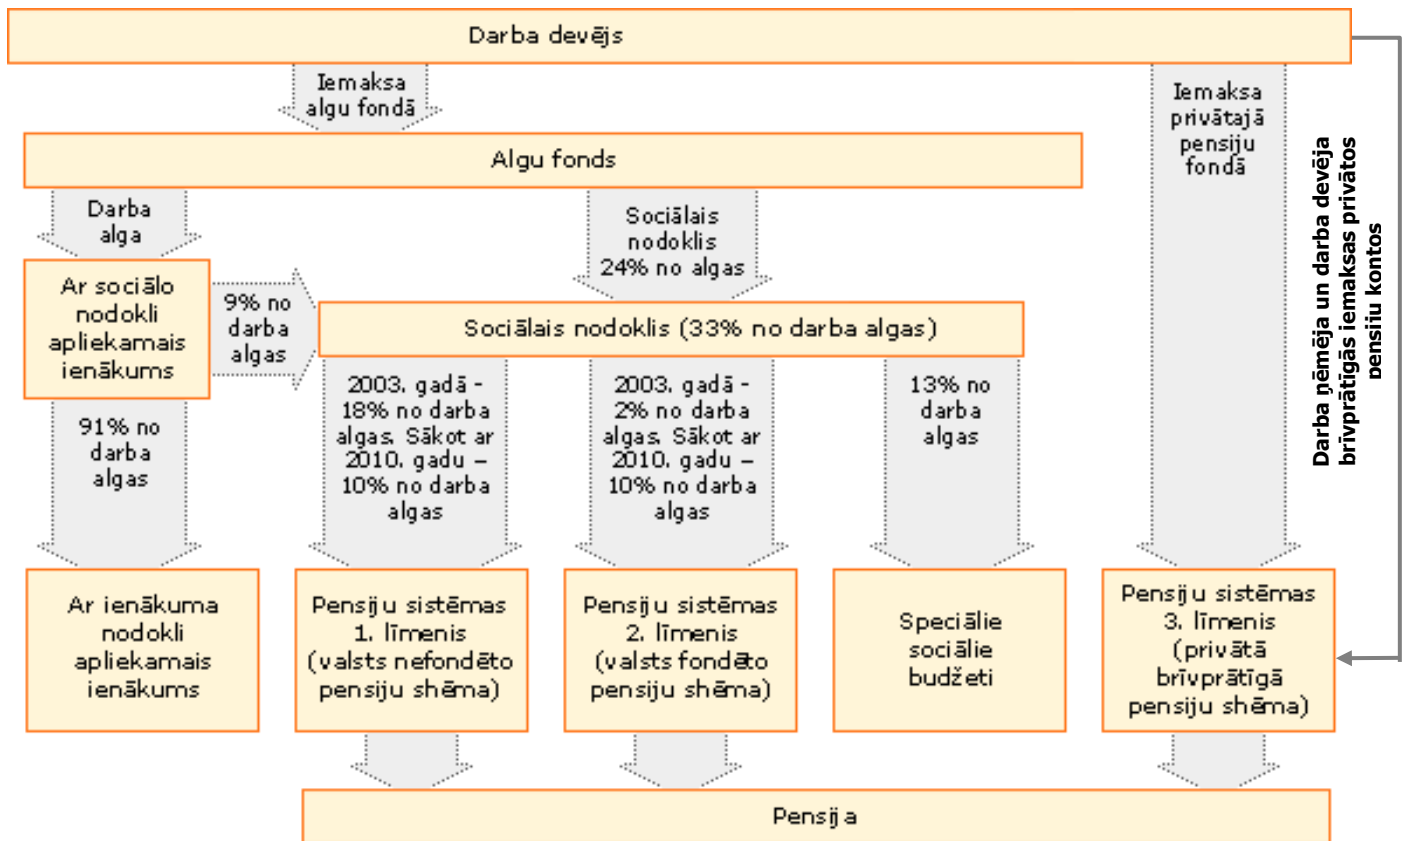 Darba devējs
Iemaksa
algu fondā
Iemaksa
privātajā
pensiju
fondā
Darba ņēmēja un darba devēja
brīvprātīgās iemaksas privātos
pensiju kontos
Algu fonds
Darba
alga
Sociālais
nodoklis
24% no algas
Ar sociālo
nodokli
apliekamais
ienākums
9% no
darba
algas
Sociālais nodoklis (33% no darba algas)
91% no
darba
algas
2003. gadā -
18% no darba
algas. Sākot ar
2010. gadu –
10% no darba
algas
2003. gadā -
2% no darba
algas. Sākot ar
2010. gadu –
10% no darba
algas
13% no
darba
algas
Ar ienākuma
nodokli
apliekamais
ienākums
Pensiju sistēmas
1. līmenis
(valsts nefondēto
pensiju shēma)
Pensiju sistēmas
2. līmenis
(valsts fondēto
pensiju shēma)
Speciālie
sociālie
budžeti
Pensiju sistēmas
3. līmenis
(privātā
brīvprātīgā
pensiju shēma)
Pensija